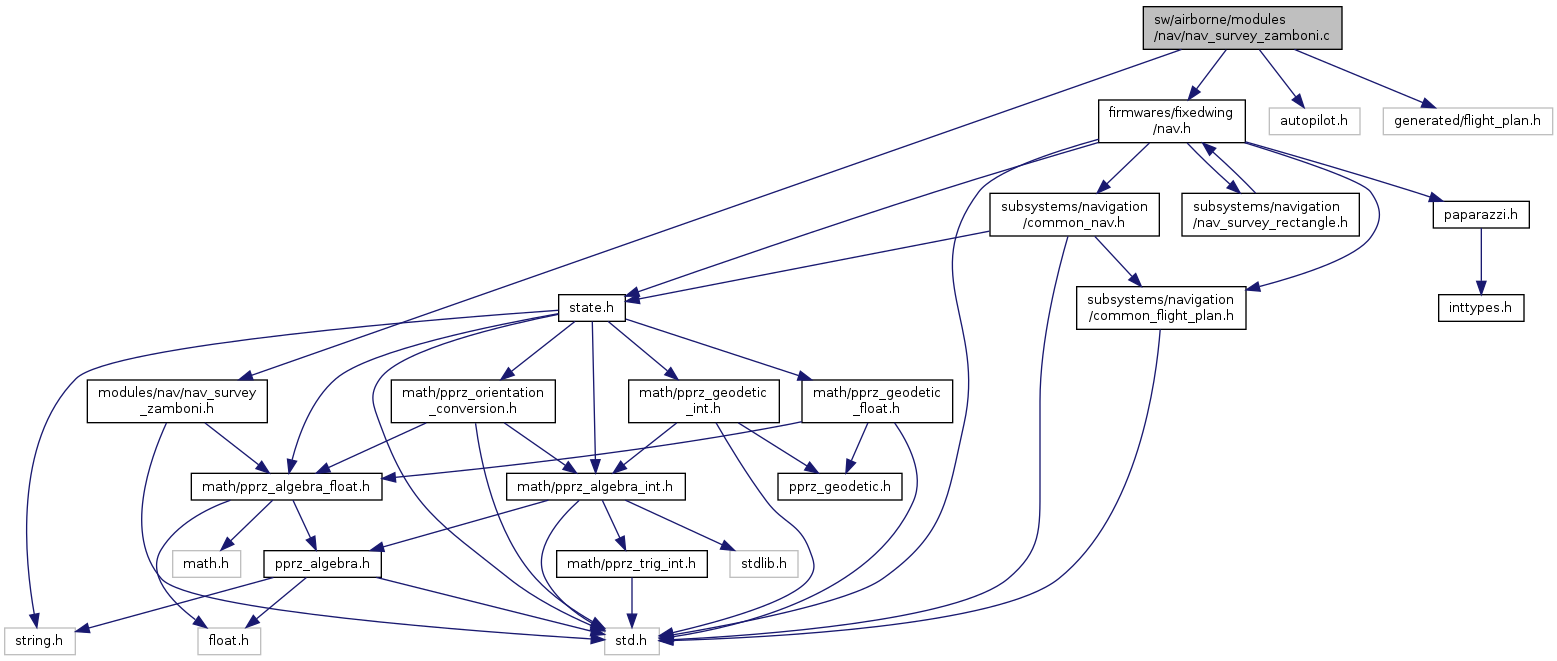 sw/airborne/modules
/nav/nav_survey_zamboni.c
firmwares/fixedwing
/nav.h
autopilot.h
generated/flight_plan.h
subsystems/navigation
/common_nav.h
subsystems/navigation
/nav_survey_rectangle.h
paparazzi.h
state.h
subsystems/navigation
/common_flight_plan.h
inttypes.h
modules/nav/nav_survey
_zamboni.h
math/pprz_orientation
_conversion.h
math/pprz_geodetic
_int.h
math/pprz_geodetic
_float.h
math/pprz_algebra_float.h
math/pprz_algebra_int.h
pprz_geodetic.h
math.h
pprz_algebra.h
math/pprz_trig_int.h
stdlib.h
string.h
float.h
std.h